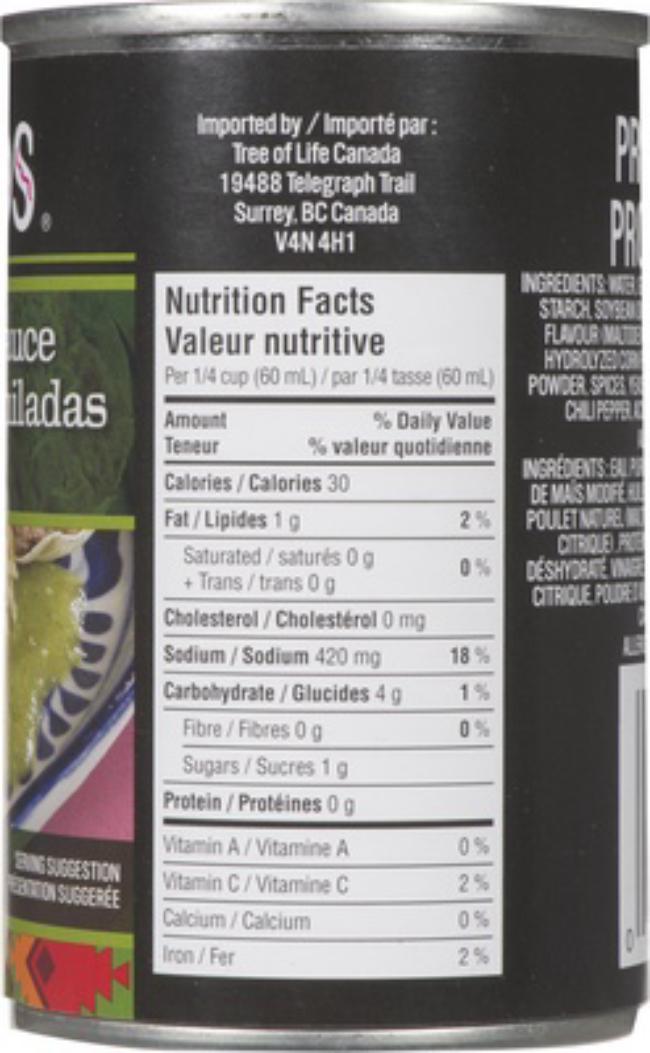 S®
Imported by / Importé par :
Tree of Life Canada
19488 Telegraph Trail
Surrey, BC Canada
V4N 4H1
uce
iladas
SERVING SUGGESTION
SUGGÉRÉE
Nutrition Facts
Valeur nutritive
Per 1/4 cup (60 mL) / par 1/4 tasse (60 mL)
Amount % Daily Value
Teneur % valeur quotidienne
Calories / Calories 30
Fat / Lipides 1 g 2 %
Saturated / saturés 0 g
+ Trans / trans 0 g 0 %
Cholesterol / Cholestérol 0 mg
Sodium / Sodium 420 mg 18 %
Carbohydrate / Glucides 4 g 1 %
Fibre / Fibres 0 g 0 %
Sugars / Sucres 1 g
Protein / Protéines 0 g
Vitamin A / Vitamine A 0 %
Vitamin C / Vitamine C 2 %
Calcium / Calcium 0 %
Iron / Fer 2 %
PR
PR
INGREDIENTS: WATER,
STARCH, SOYBEAN
FLAVOUR
HYDROLYZED CORN
POWDER, SPICES,
CHILI PEPPER,
INGRÉDIENTS : EAU,
DE MAÏS MODIFIÉ,
POULET NATUREL
CITRIQUE),
DÉSHYDRATÉ,
CITRIQUE, POUDRE
0